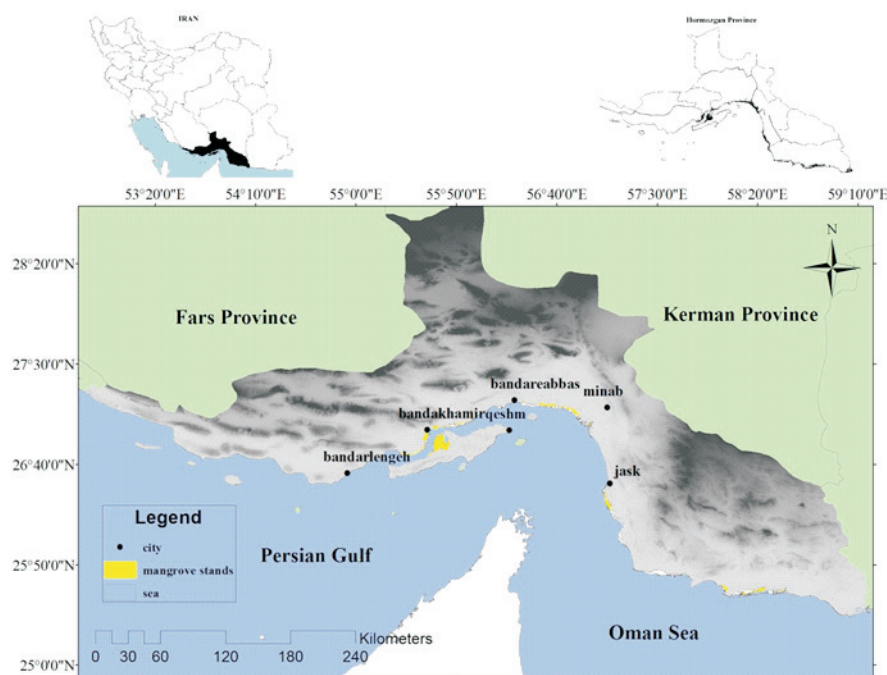 IRAN
Hormozgan Province
53°20'0"E 54°10'0"E 55°00'0"E 55°50'0"E 56°40'0"E 57°30'0"E 58°20'0"E 59°10'0"E
N
28°20'0"N
Fars Province
Kerman Province
27°30'0"N
bandareabbas
minab
bandakhamirqeshm
26°40'0"N
bandarlengeh
jask
Legend
city
mangrove stands
sea
Persian Gulf
25°50'0"N
Oman Sea
Kilometers
0 30 60 120 180 240
25°0'0"N